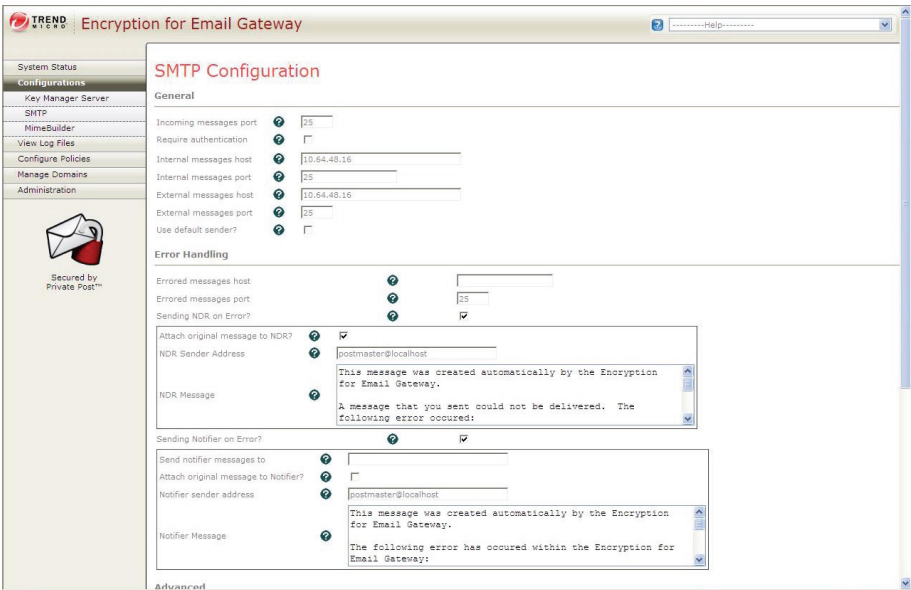 TREND MICRO Encryption for Email Gateway
----------Help----------
System Status
Configurations
Key Manager Server
SMTP
MimeBuilder
View Log Files
Configure Policies
Manage Domains
Administration
Secured by
Private Post™
SMTP Configuration
General
Incoming messages port 25
Require authentication
Internal messages host 10.64.48.16
Internal messages port 25
External messages host 10.64.48.16
External messages port 25
Use default sender?
Error Handling
Errored messages host
Errored messages port 25
Sending NDR on Error?
Attach original message to NDR?
NDR Sender Address postmaster@localhost
NDR Message
This message was created automatically by the Encryption
for Email Gateway.
A message that you sent could not be delivered. The
following error occured:
Sending Notifier on Error?
Send notifier messages to
Attach original message to Notifier?
Notifier sender address postmaster@localhost
Notifier Message
This message was created automatically by the Encryption
for Email Gateway.
The following error has occured within the Encryption for
Email Gateway:
Advanced